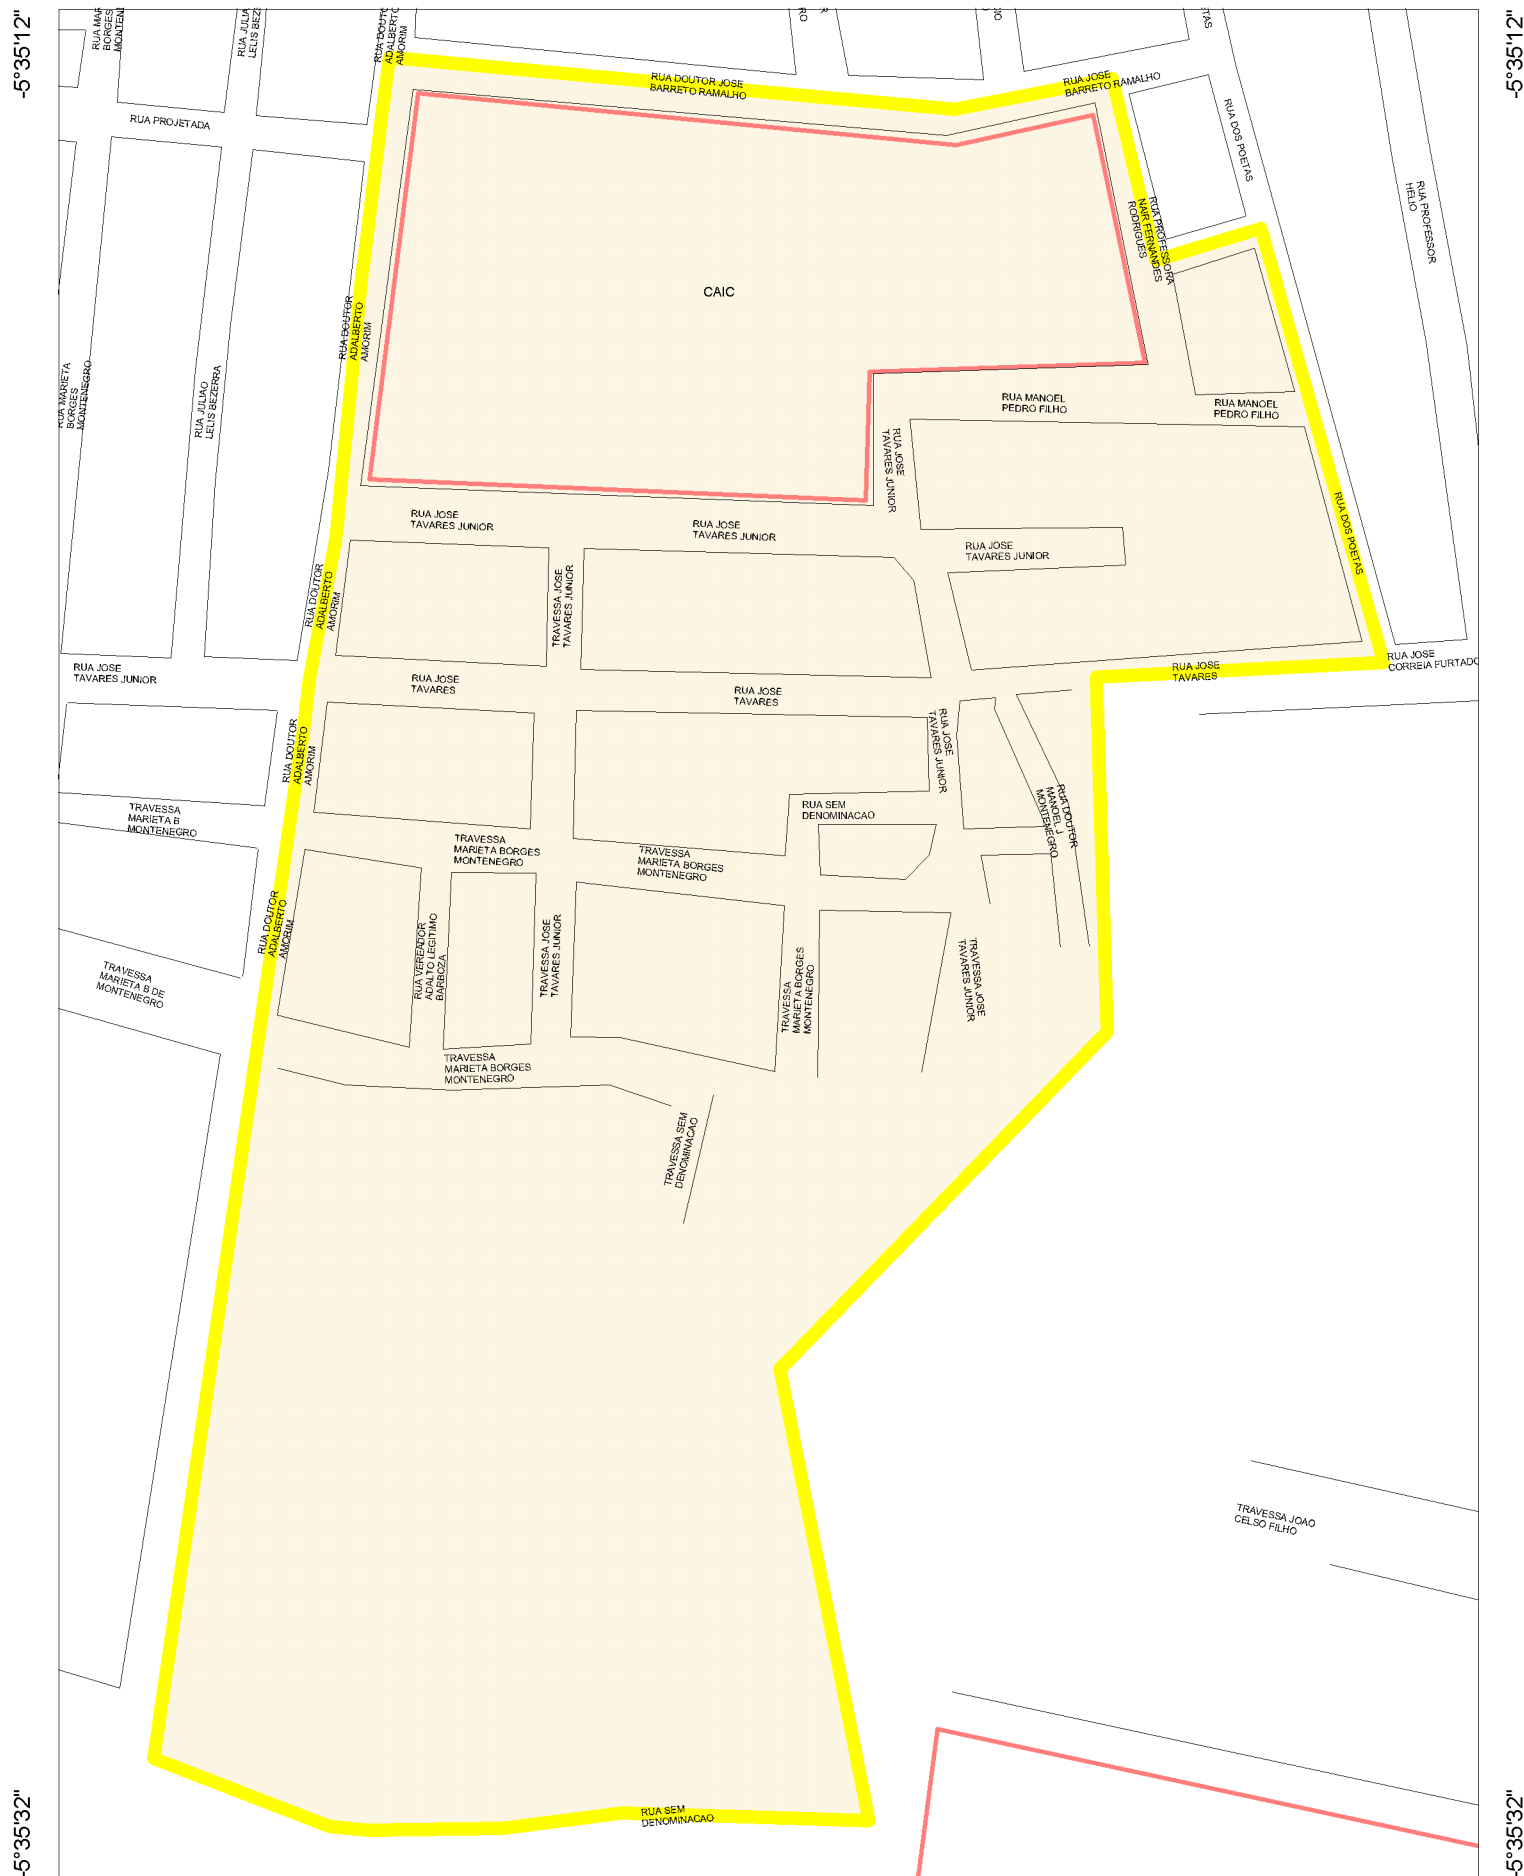 -5°35'12"
-5°35'12"
RUA JULIA
LELIS BEZ
RUA DOUTO
ADALBERTO
AMORIM
RUA DOUTOR JOSE
BARRETO RAMALHO
RUA JOSE
BARRETO RAMALHO
RUA PROJETADA
RUA DOS POETAS
RUA PROFESSORA
NAIR FERNANDES
RODRIGUES
RUA PROFESSOR
HELIO
CAIC
RUA DOUTOR
ADALBERTO
AMORIM
RUA MARIETA
BORGES
MONTENEGRO
RUA JULIAO
LELIS BEZERRA
RUA MANOEL
PEDRO FILHO
RUA MANOEL
PEDRO FILHO
RUA JOSE
TAVARES JUNIOR
RUA JOSE
TAVARES JUNIOR
RUA JOSE
TAVARES JUNIOR
RUA JOSE
TAVARES JUNIOR
RUA DOS POETAS
RUA DOUTOR
ADALBERTO
AMORIM
TRAVESSA JOSE
TAVARES JUNIOR
RUA JOSE
TAVARES JUNIOR
RUA JOSE
TAVARES
RUA JOSE
TAVARES
RUA JOSE
TAVARES
RUA JOSE
CORREIA FURTADO
RUA DOUTOR
ADALBERTO
AMORIM
RUA JOSE
TAVARES JUNIOR
TRAVESSA
MARIETA B
MONTENEGRO
RUA SEM
DENOMINACAO
RUA DOUTOR
MANOEL J
MONTENEGRO
TRAVESSA
MARIETA BORGES
MONTENEGRO
TRAVESSA
MARIETA BORGES
MONTENEGRO
RUA DOUTOR
ADALBERTO
AMORIM
RUA VEREADOR
ADALTO LEGITIMO
BARBOZA
TRAVESSA JOSE
TAVARES JUNIOR
TRAVESSA
MARIETA BORGES
MONTENEGRO
TRAVESSA JOSE
TAVARES JUNIOR
TRAVESSA
MARIETA B DE
MONTENEGRO
TRAVESSA
MARIETA BORGES
MONTENEGRO
TRAVESSA SEM
DENOMINACAO
TRAVESSA JOAO
CELSO FILHO
RUA SEM
DENOMINACAO
-5°35'32"
-5°35'32"